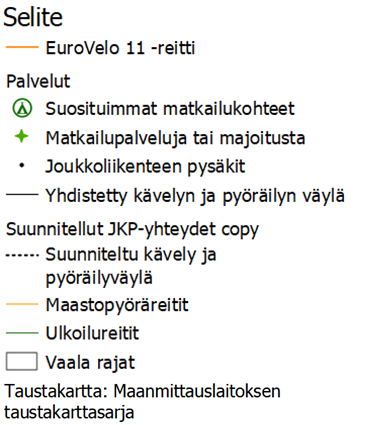 Selite
EuroVelo 11 -reitti
Palvelut
Suosituimmat matkailukohteet
Matkailupalveluja tai majoitusta
Joukkoliikenteen pysäkit
Yhdistetty kävelyn ja pyöräilyn väylä
Suunnitellut JKP-yhteydet copy
Suunniteltu kävely ja
pyöräilyväylä
Maastopyöräreitit
Ulkoilureitit
Vaala rajat
Taustakartta: Maanmittauslaitoksen
taustakarttasarja